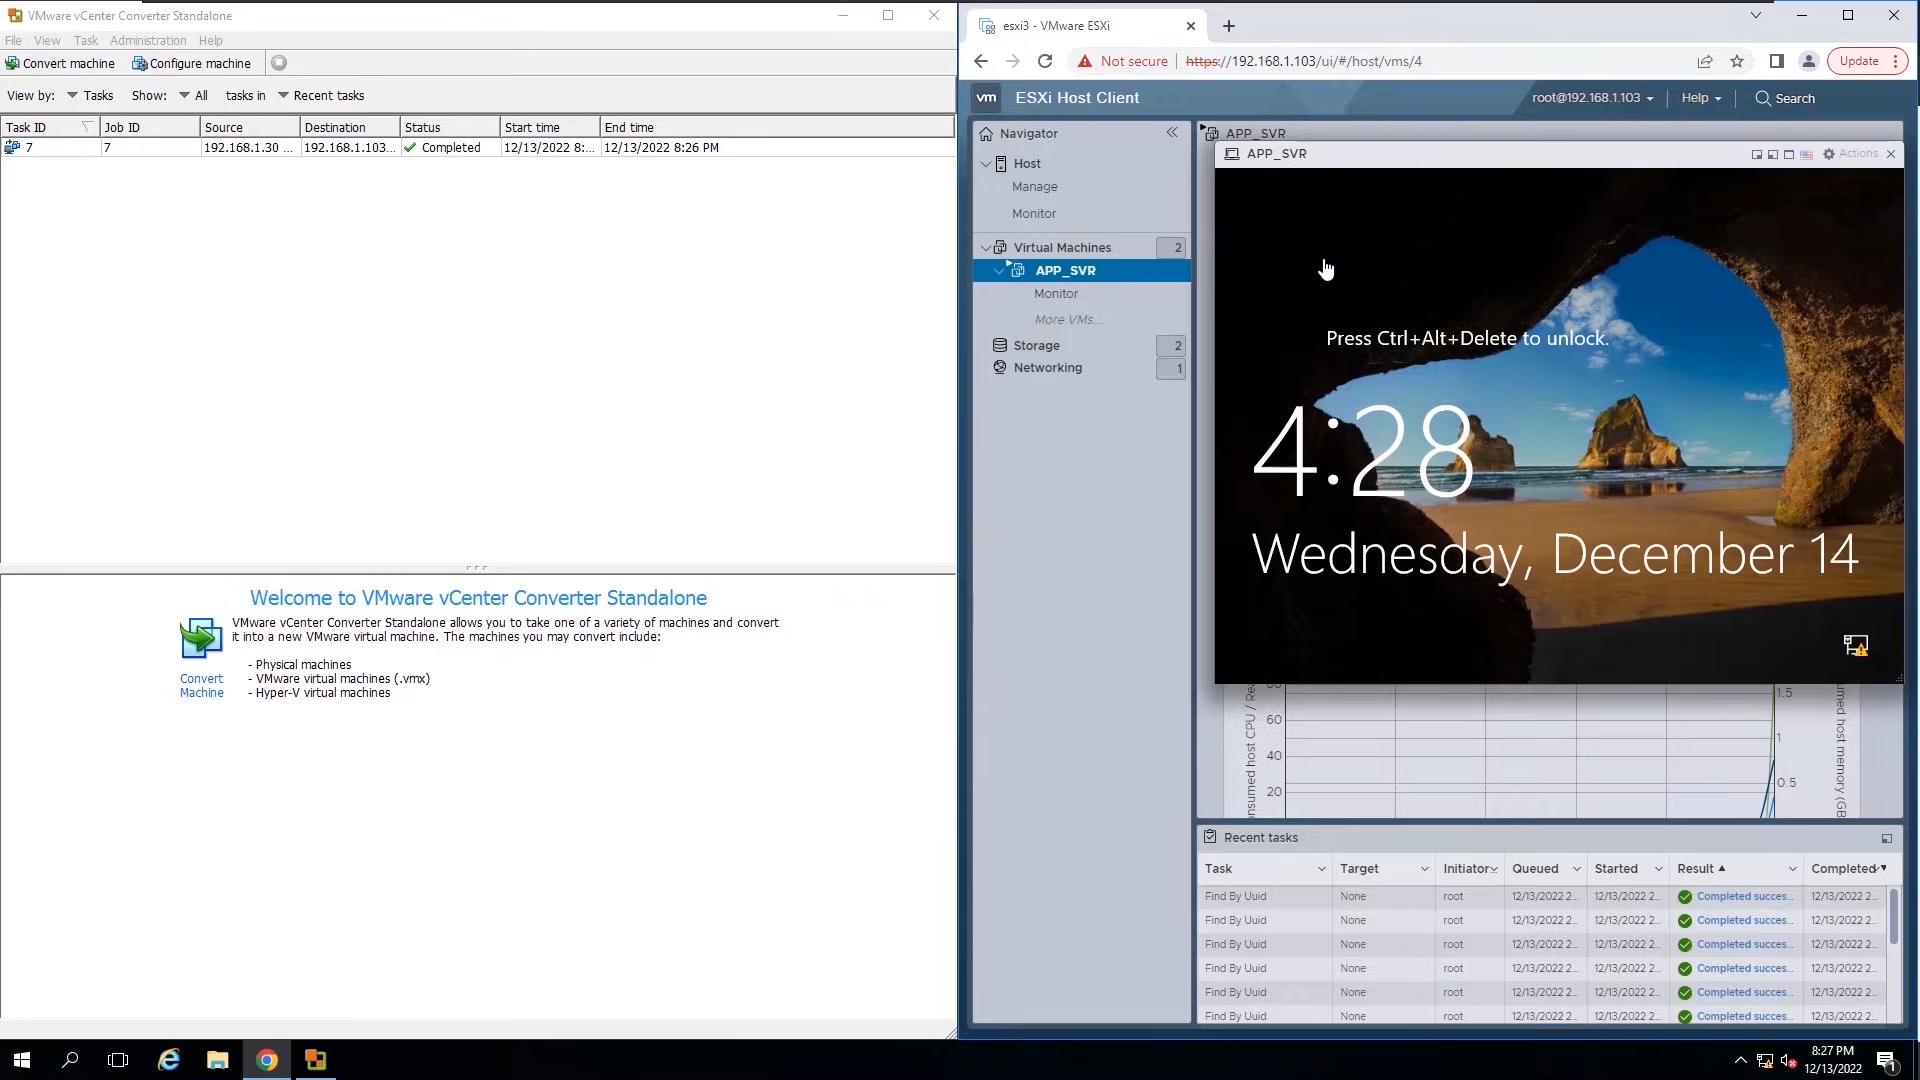 VMware vCenter Converter Standalone
File View Task Administration Help
Convert machine Configure machine
View by: Tasks Show: All tasks in Recent tasks
Task ID Job ID Source Destination Status Start time End time
7 7 192.168.1.30 ... 192.168.1.103... Completed 12/13/2022 8:... 12/13/2022 8:26 PM
Welcome to VMware vCenter Converter Standalone
VMware vCenter Converter Standalone allows you to take one of a variety of machines and convert
it into a new VMware virtual machine. The machines you may convert include:
- Physical machines
- VMware virtual machines (.vmx)
- Hyper-V virtual machines
Convert
Machine
esxi3 - VMware ESXi
Not secure https://192.168.1.103/ui/#/host/vms/4
Update
vm ESXi Host Client
root@192.168.1.103 Help Search
Navigator
Host
Manage
Monitor
Virtual Machines 2
APP_SVR
Monitor
More VMs...
Storage 2
Networking 1
APP_SVR
APP_SVR Actions
Press Ctrl+Alt+Delete to unlock.
4:28
Wednesday, December 14
60
40
20
1.5
1
0.5
Recent tasks
Task Target Initiator Queued Started Result Completed
Find By Uuid None root 12/13/2022 2... 12/13/2022 2... Completed succes... 12/13/2022 2...
Find By Uuid None root 12/13/2022 2... 12/13/2022 2... Completed succes... 12/13/2022 2...
Find By Uuid None root 12/13/2022 2... 12/13/2022 2... Completed succes... 12/13/2022 2...
Find By Uuid None root 12/13/2022 2... 12/13/2022 2... Completed succes... 12/13/2022 2...
Find By Uuid None root 12/13/2022 2... 12/13/2022 2... Completed succes... 12/13/2022 2...
Find By Uuid None root 12/13/2022 2... 12/13/2022 2... Completed succes... 12/13/2022 2...
8:27 PM
12/13/2022
1